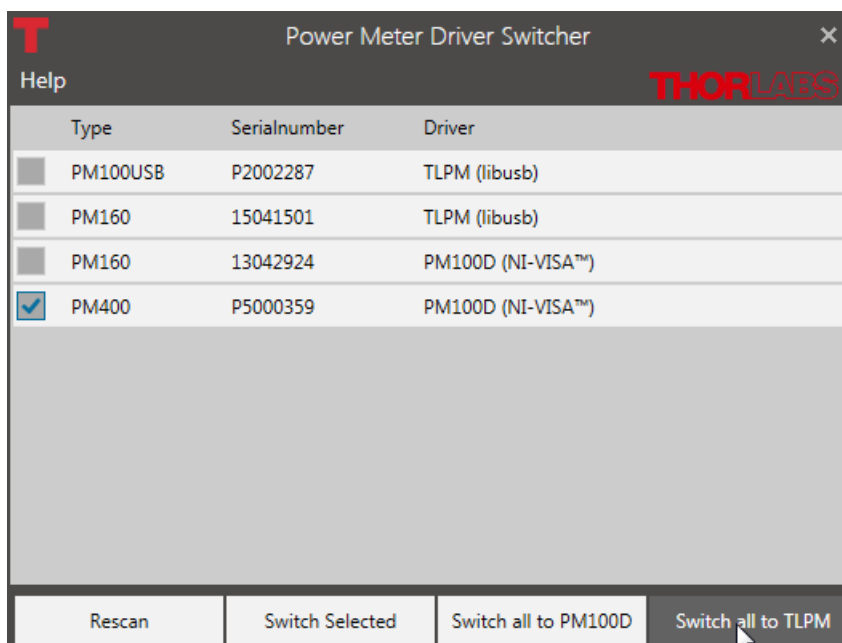 Power Meter Driver Switcher
Help
THORLABS
Type Serialnumber Driver
PM100USB P2002287 TLPM (libusb)
PM160 15041501 TLPM (libusb)
PM160 13042924 PM100D (NI-VISA™)
PM400 P5000359 PM100D (NI-VISA™)
Rescan Switch Selected Switch all to PM100D Switch all to TLPM